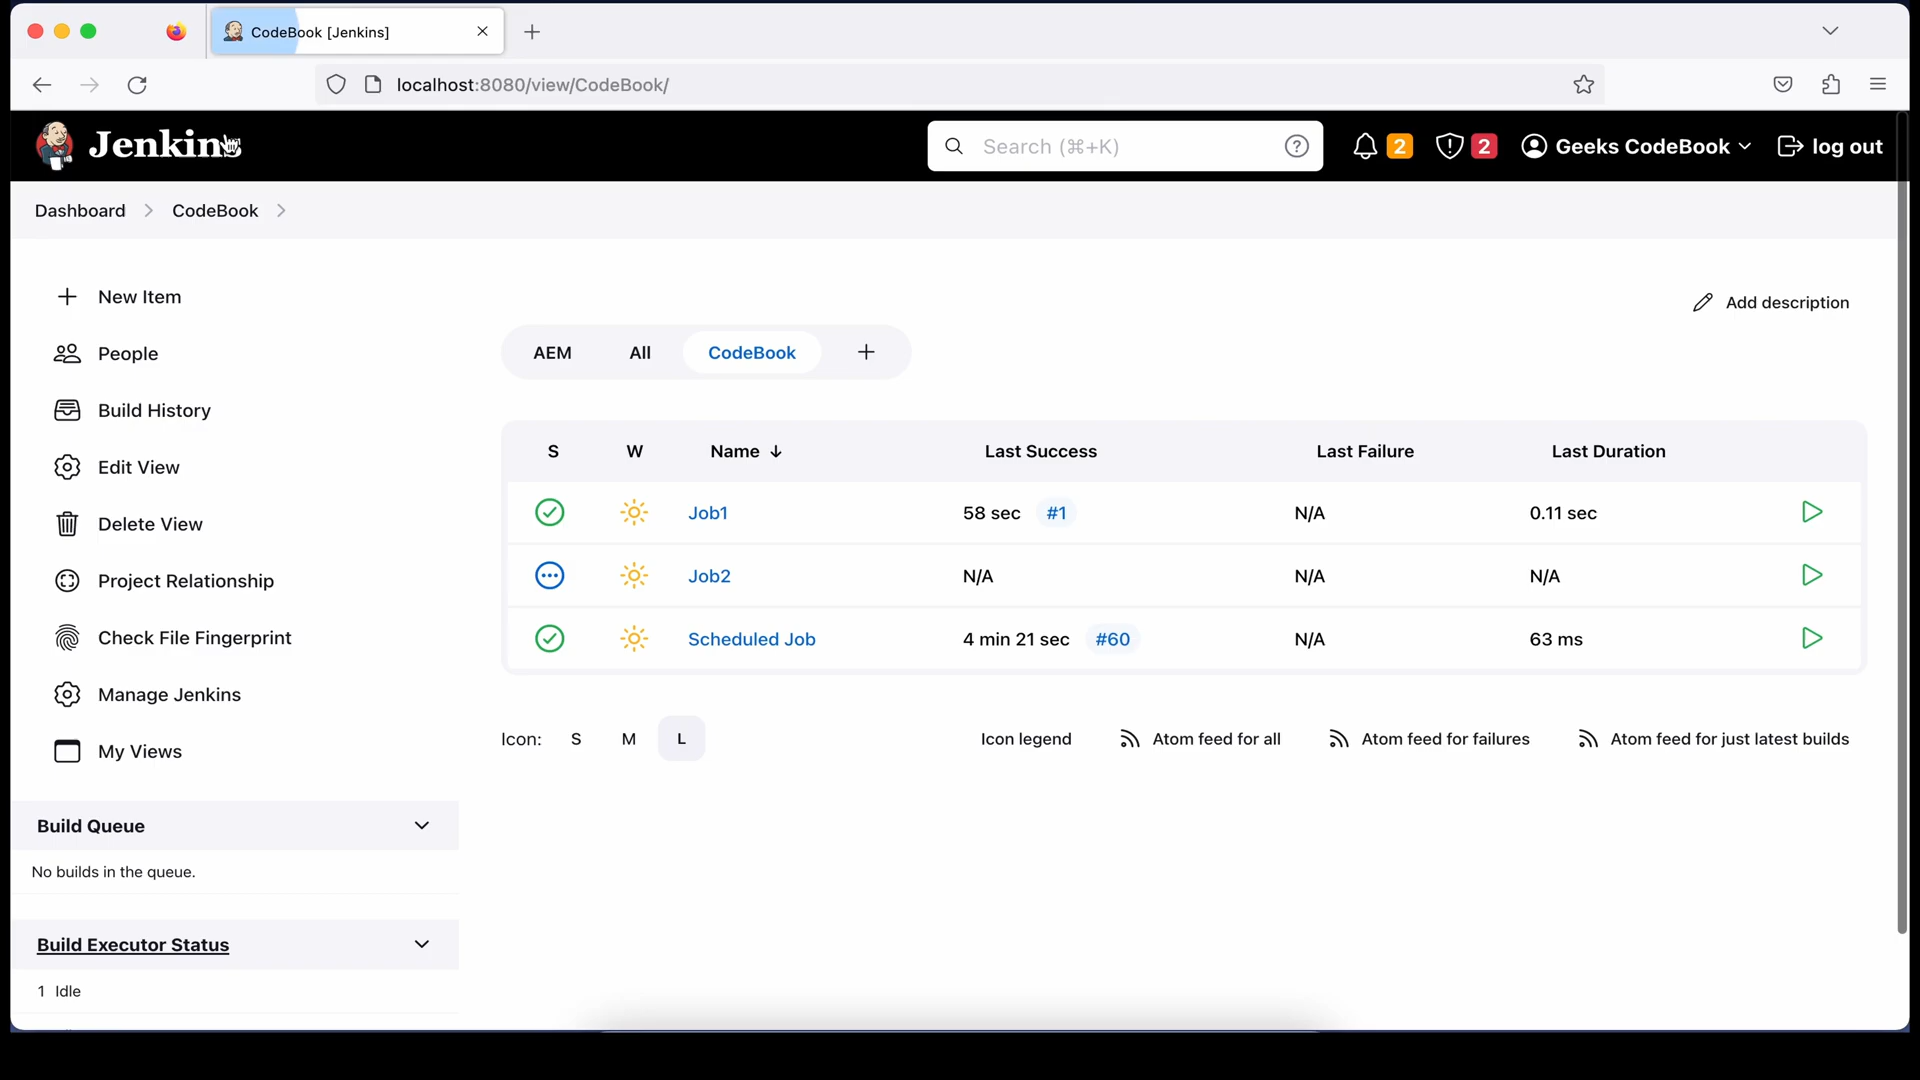 CodeBook [Jenkins]
localhost:8080/view/CodeBook/
Jenkins
Search (⌘+K)
2
2
Geeks CodeBook
log out
Dashboard
CodeBook
New Item
People
Build History
Edit View
Delete View
Project Relationship
Check File Fingerprint
Manage Jenkins
My Views
Build Queue
No builds in the queue.
Build Executor Status
1 Idle
Add description
AEM All CodeBook +
S W Name ↓ Last Success Last Failure Last Duration
Job1 58 sec #1 N/A 0.11 sec
Job2 N/A N/A N/A
Scheduled Job 4 min 21 sec #60 N/A 63 ms
Icon: S M L
Icon legend
Atom feed for all
Atom feed for failures
Atom feed for just latest builds